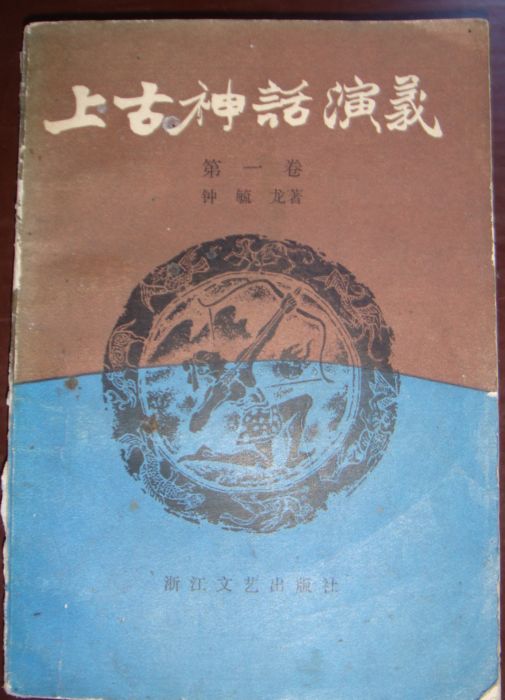 上古神話演義
第一卷
钟毓龙著
浙江文艺出版社